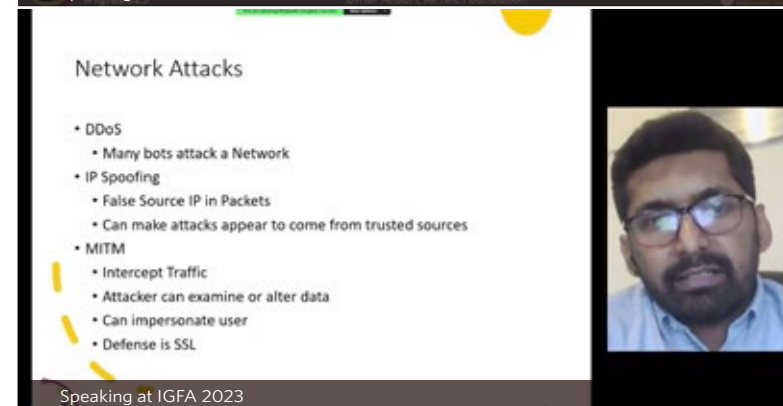 Network Attacks
• DDoS
• Many bots attack a Network
• IP Spoofing
• False Source IP in Packets
• Can make attacks appear to come from trusted sources
• MITM
• Intercept Traffic
• Attacker can examine or alter data
• Can impersonate user
• Defense is SSL
Speaking at IGFA 2023